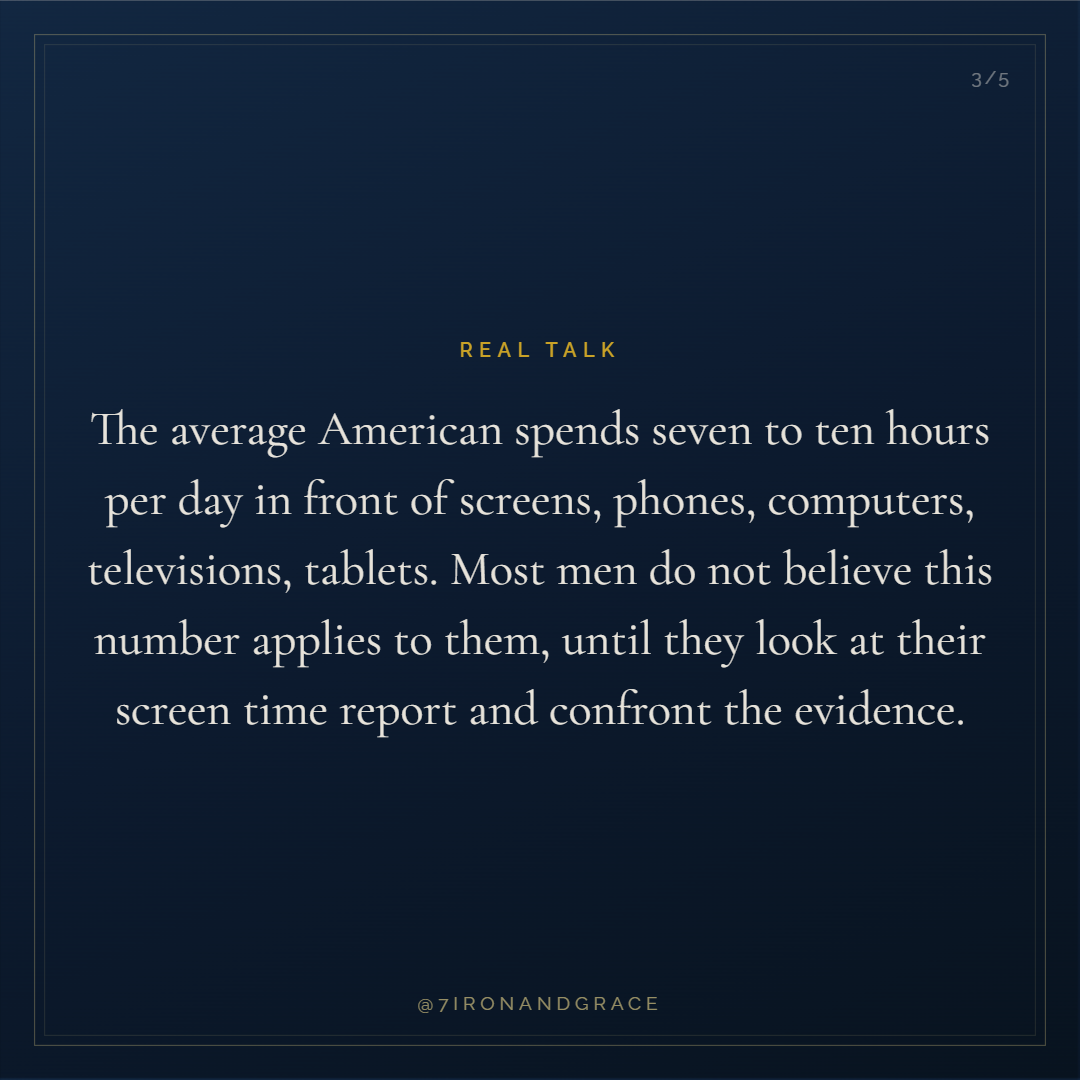 3/5
REAL TALK
The average American spends seven to ten hours
per day in front of screens, phones, computers,
televisions, tablets. Most men do not believe this
number applies to them, until they look at their
screen time report and confront the evidence.
@7IRONANDGRACE